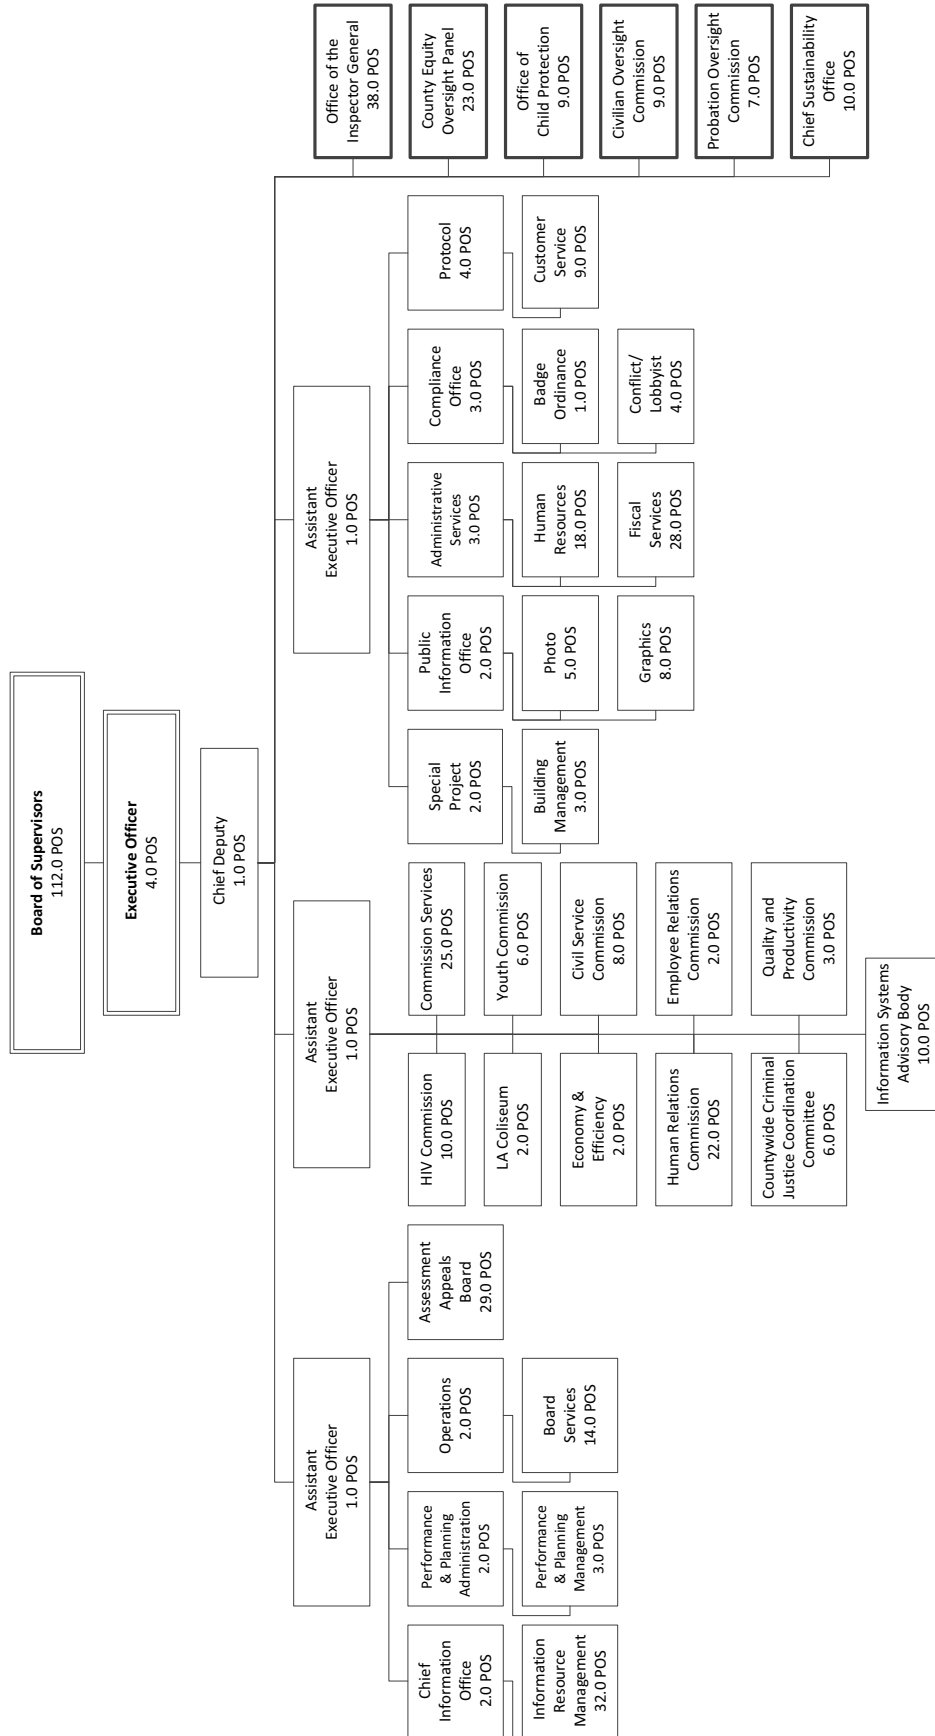 Board of Supervisors
112.0 POS
Executive Officer
4.0 POS
Chief Deputy
1.0 POS
Assistant
Executive Officer
1.0 POS
Chief
Information
Office
2.0 POS
Information
Resource
Management
32.0 POS
Performance
& Planning
Administration
2.0 POS
Performance
& Planning
Management
3.0 POS
Operations
2.0 POS
Board
Services
14.0 POS
Assessment
Appeals
Board
29.0 POS
Assistant
Executive Officer
1.0 POS
HIV Commission
10.0 POS
Commission Services
25.0 POS
LA Coliseum
2.0 POS
Youth Commission
6.0 POS
Economy &
Efficiency
2.0 POS
Civil Service
Commission
8.0 POS
Human Relations
Commission
22.0 POS
Employee Relations
Commission
2.0 POS
Countywide Criminal
Justice Coordination
Committee
6.0 POS
Quality and
Productivity
Commission
3.0 POS
Information Systems
Advisory Body
10.0 POS
Assistant
Executive Officer
1.0 POS
Special
Project
2.0 POS
Building
Management
3.0 POS
Public
Information
Office
2.0 POS
Photo
5.0 POS
Graphics
8.0 POS
Administrative
Services
3.0 POS
Human
Resources
18.0 POS
Fiscal
Services
28.0 POS
Compliance
Office
3.0 POS
Badge
Ordinance
1.0 POS
Conflict/
Lobbyist
4.0 POS
Protocol
4.0 POS
Customer
Service
9.0 POS
Office of the
Inspector General
38.0 POS
County Equity
Oversight Panel
23.0 POS
Office of
Child Protection
9.0 POS
Civilian Oversight
Commission
9.0 POS
Probation Oversight
Commission
7.0 POS
Chief Sustainability
Office
10.0 POS